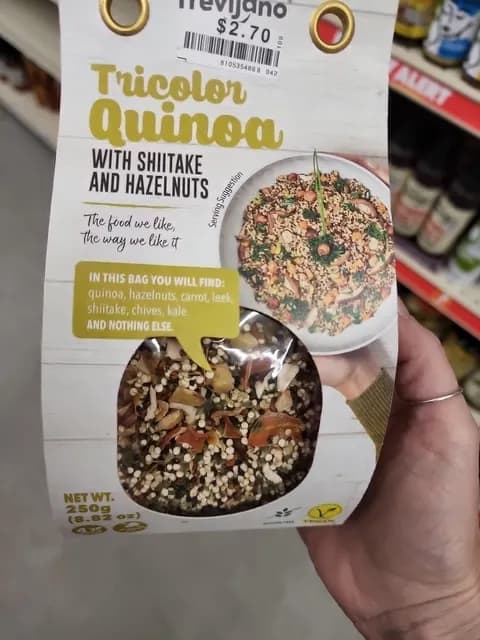 Trevijano
$2.70
Tricolor
Quinoa
WITH SHIITAKE
AND HAZELNUTS
Serving Suggestion
The food we like,
the way we like it
IN THIS BAG YOU WILL FIND:
quinoa, hazelnuts, carrot, leek,
shiitake, chives, kale
AND NOTHING ELSE.
NET WT.
250g
(8.82 oz)
ALERT